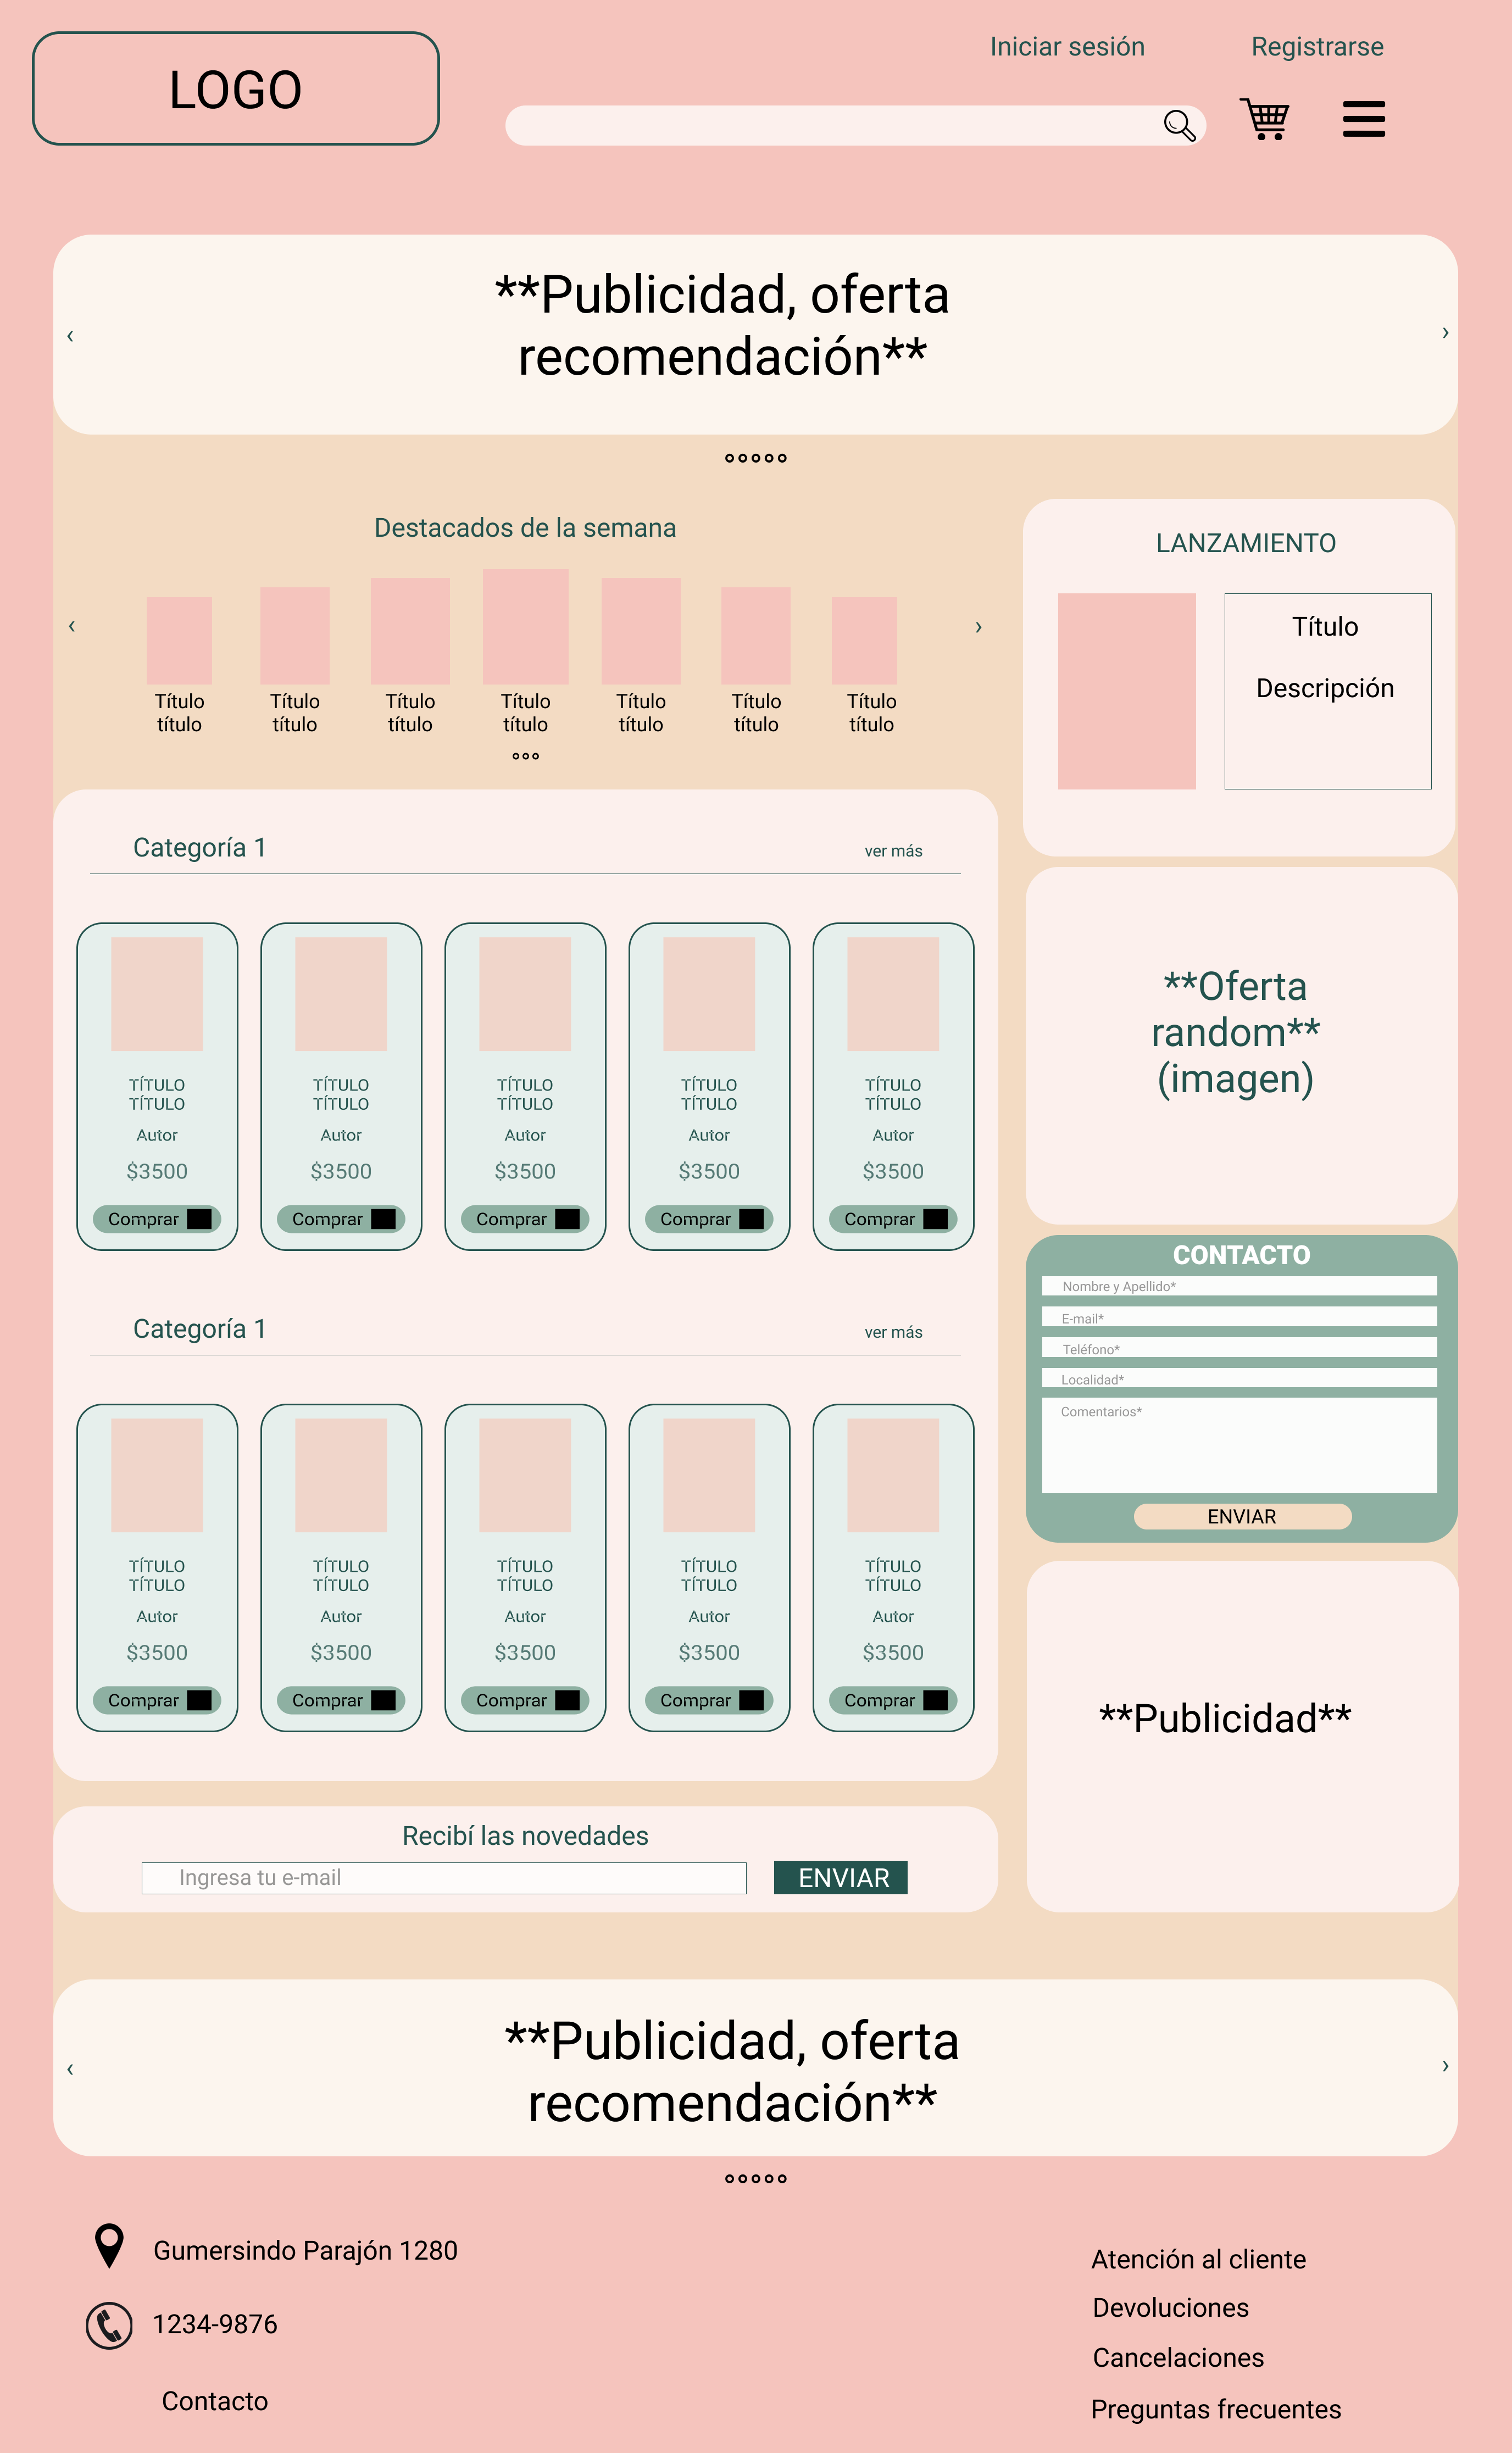 LOGO
Iniciar sesión
Registrarse
**Publicidad, oferta
recomendación**
‹
›
Destacados de la semana
‹
›
Título
título
Título
título
Título
título
Título
título
Título
título
Título
título
Título
título
LANZAMIENTO
Título
Descripción
Categoría 1
ver más
TÍTULO
TÍTULO
Autor
$3500
Comprar
TÍTULO
TÍTULO
Autor
$3500
Comprar
TÍTULO
TÍTULO
Autor
$3500
Comprar
TÍTULO
TÍTULO
Autor
$3500
Comprar
TÍTULO
TÍTULO
Autor
$3500
Comprar
**Oferta
random**
(imagen)
Categoría 1
ver más
TÍTULO
TÍTULO
Autor
$3500
Comprar
TÍTULO
TÍTULO
Autor
$3500
Comprar
TÍTULO
TÍTULO
Autor
$3500
Comprar
TÍTULO
TÍTULO
Autor
$3500
Comprar
TÍTULO
TÍTULO
Autor
$3500
Comprar
CONTACTO
Nombre y Apellido*
E-mail*
Teléfono*
Localidad*
Comentarios*
ENVIAR
**Publicidad**
Recibí las novedades
Ingresa tu e-mail
ENVIAR
**Publicidad, oferta
recomendación**
‹
›
Gumersindo Parajón 1280
1234-9876
Contacto
Atención al cliente
Devoluciones
Cancelaciones
Preguntas frecuentes